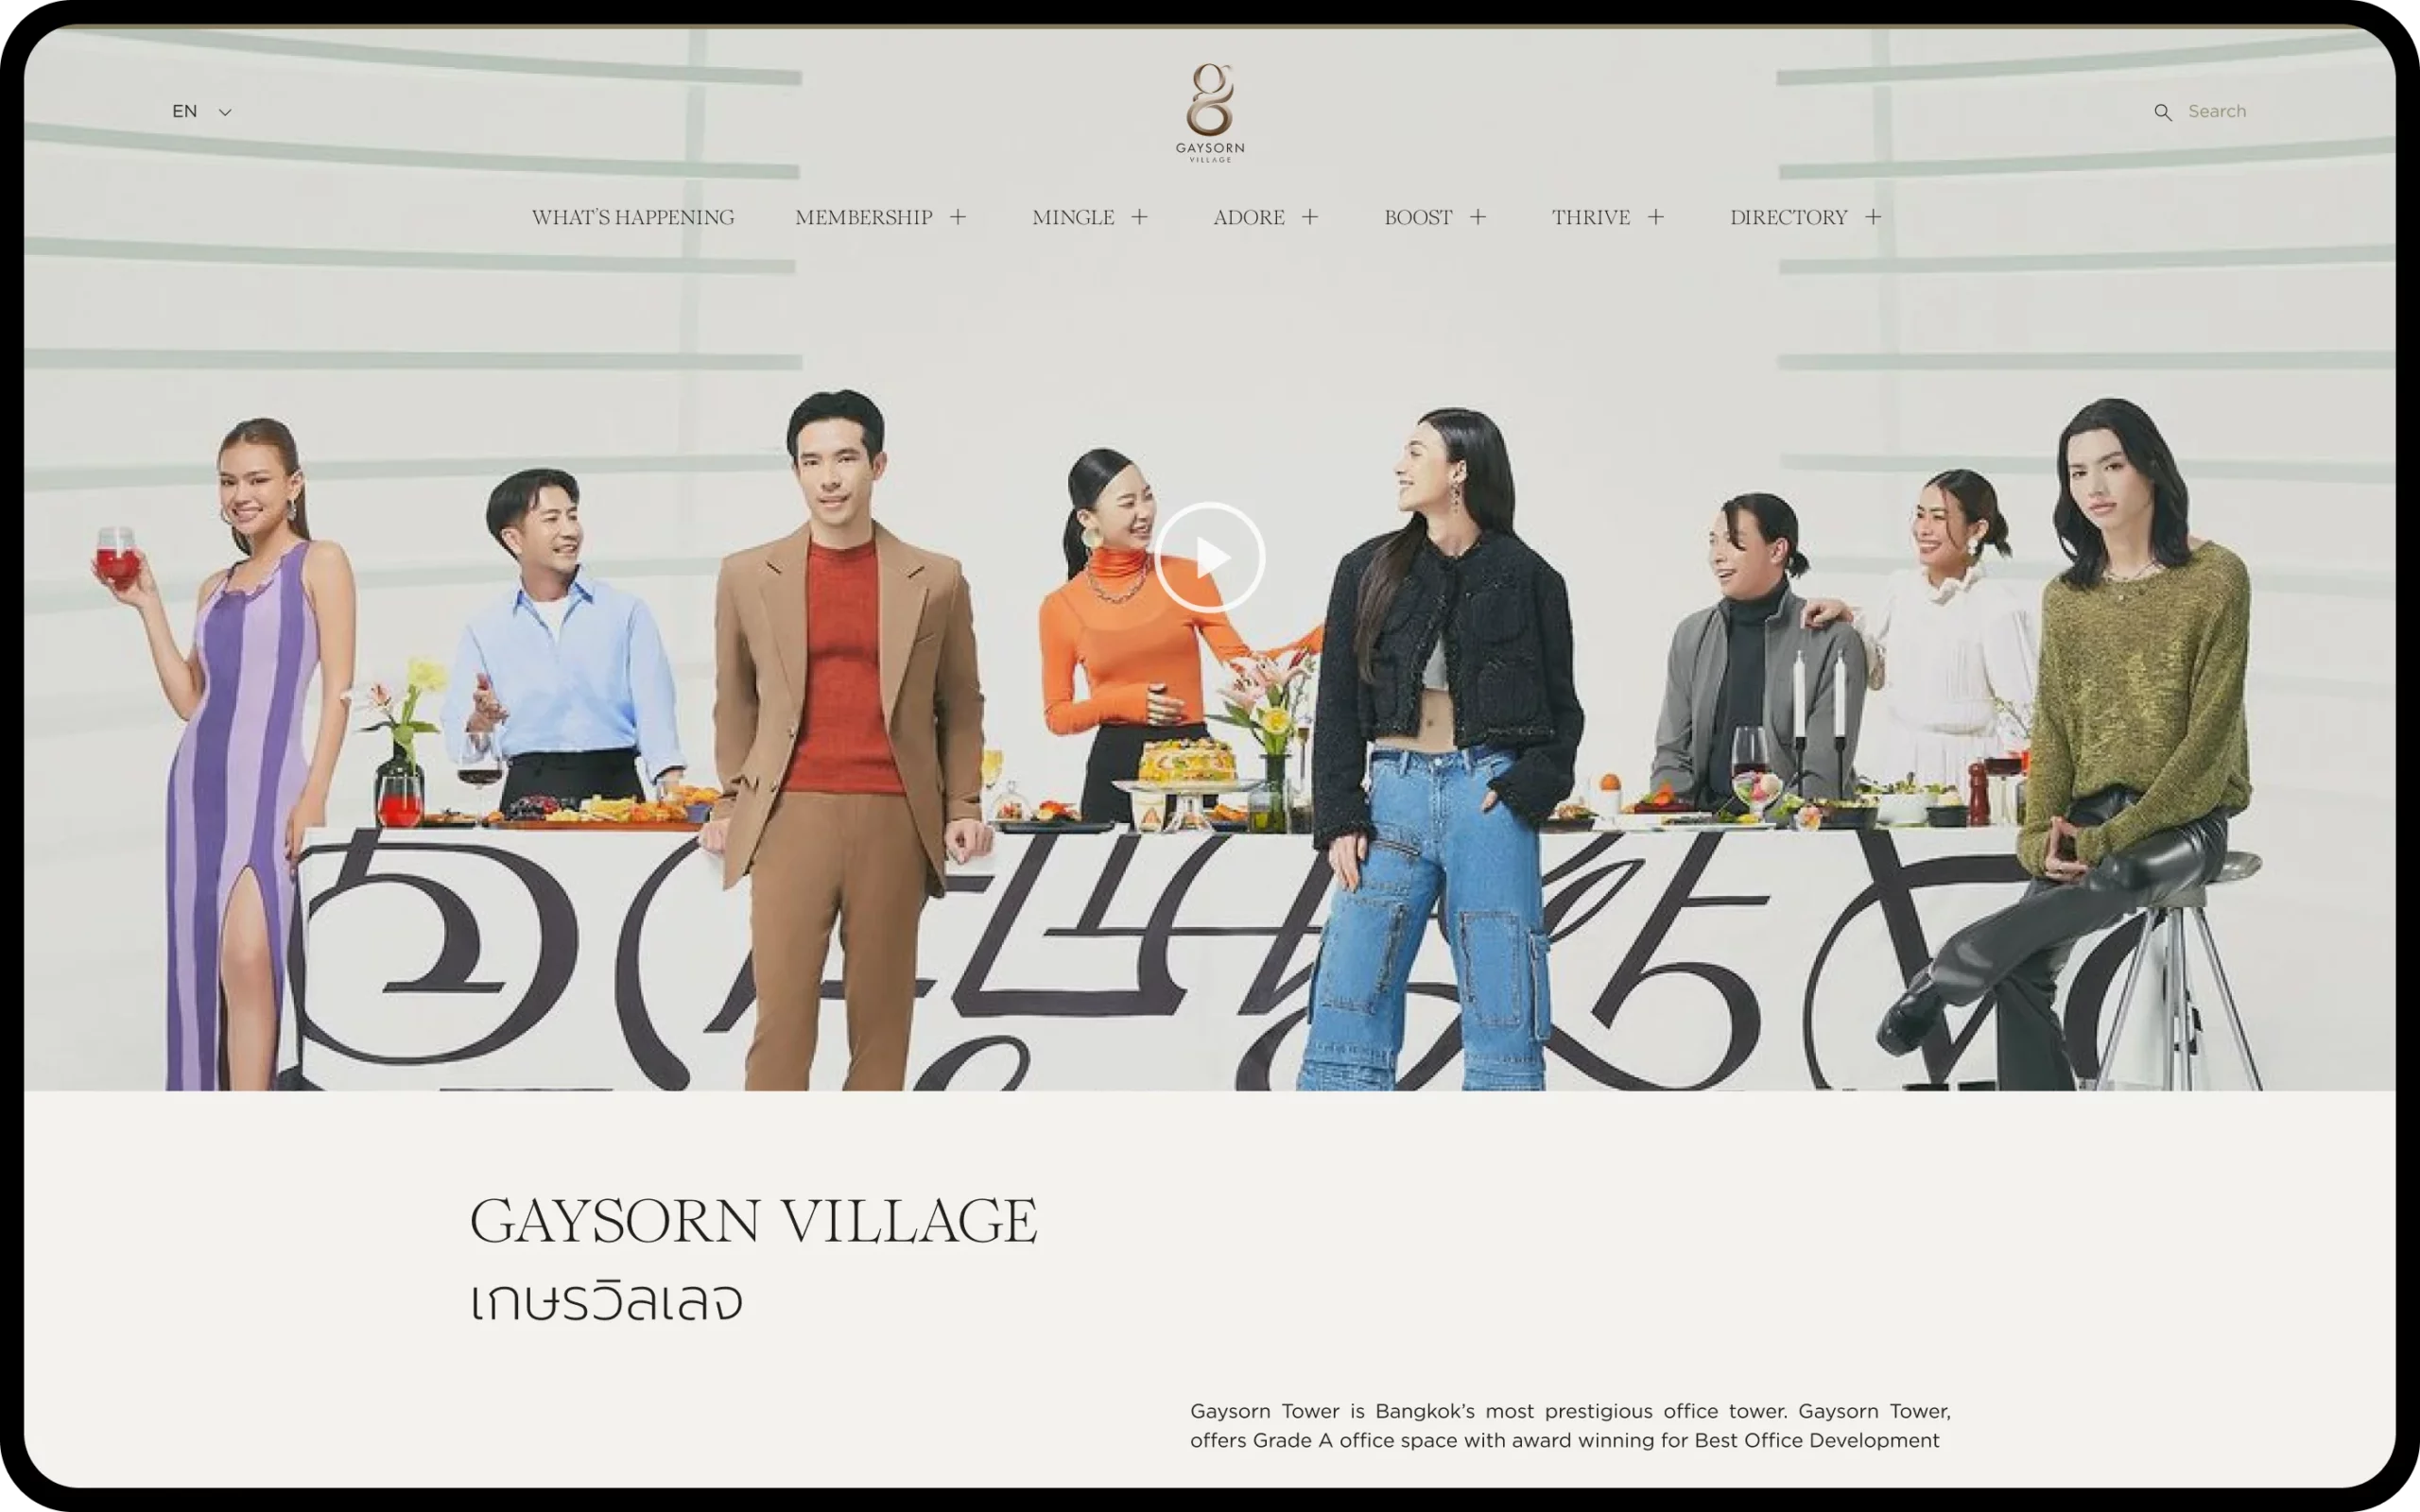 EN
Search
GAYSORN
VILLAGE
WHAT'S HAPPENING
MEMBERSHIP +
MINGLE +
ADORE +
BOOST +
THRIVE +
DIRECTORY +
GAYSORN VILLAGE
เกษรวิลเลจ
Gaysorn Tower is Bangkok's most prestigious office tower. Gaysorn Tower,
offers Grade A office space with award winning for Best Office Development